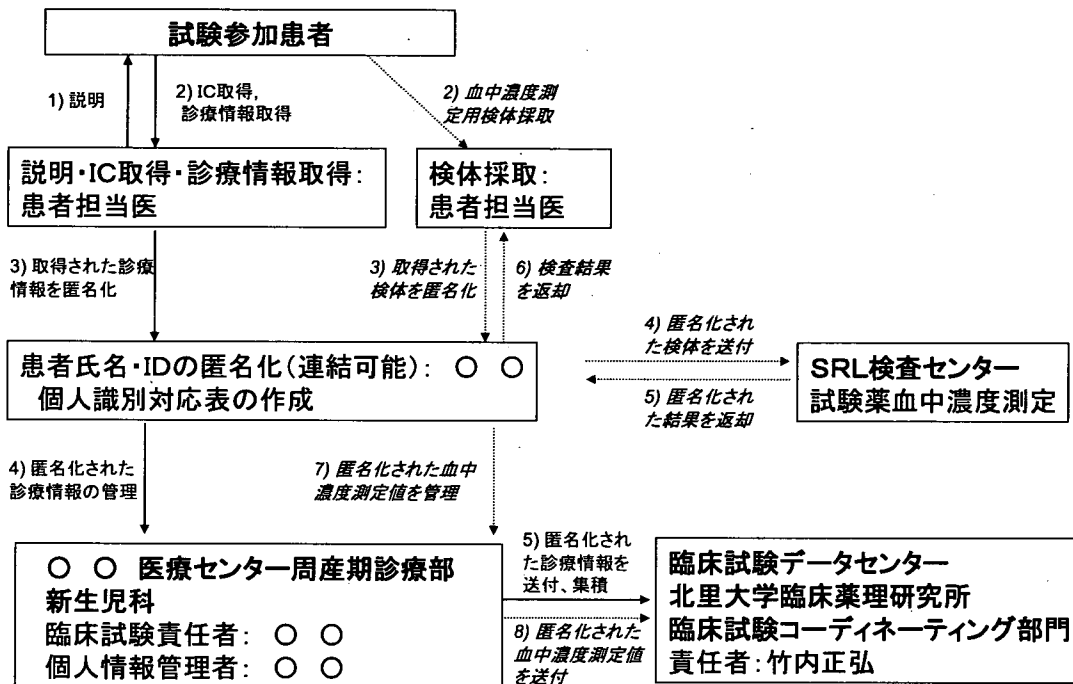 試験参加患者
1) 説明
2) IC取得,
診療情報取得
2) 血中濃度測
定用検体採取
説明・IC取得・診療情報取得:
患者担当医
検体採取:
患者担当医
3) 取得された診療
情報を匿名化
3) 取得された
検体を匿名化
6) 検査結果
を返却
4) 匿名化され
た検体を送付
患者氏名・IDの匿名化(連結可能): ○ ○
個人識別対応表の作成
5) 匿名化され
た結果を返却
SRL検査センター
試験薬血中濃度測定
4) 匿名化された
診療情報の管理
7) 匿名化された血中
濃度測定値を管理
○ ○ 医療センター周産期診療部
新生児科
臨床試験責任者: ○ ○
個人情報管理者: ○ ○
5) 匿名化され
た診療情報を
送付、集積
8) 匿名化された
血中濃度測定値
を送付
臨床試験データセンター
北里大学臨床薬理研究所
臨床試験コーディネーティング部門
責任者:竹内正弘